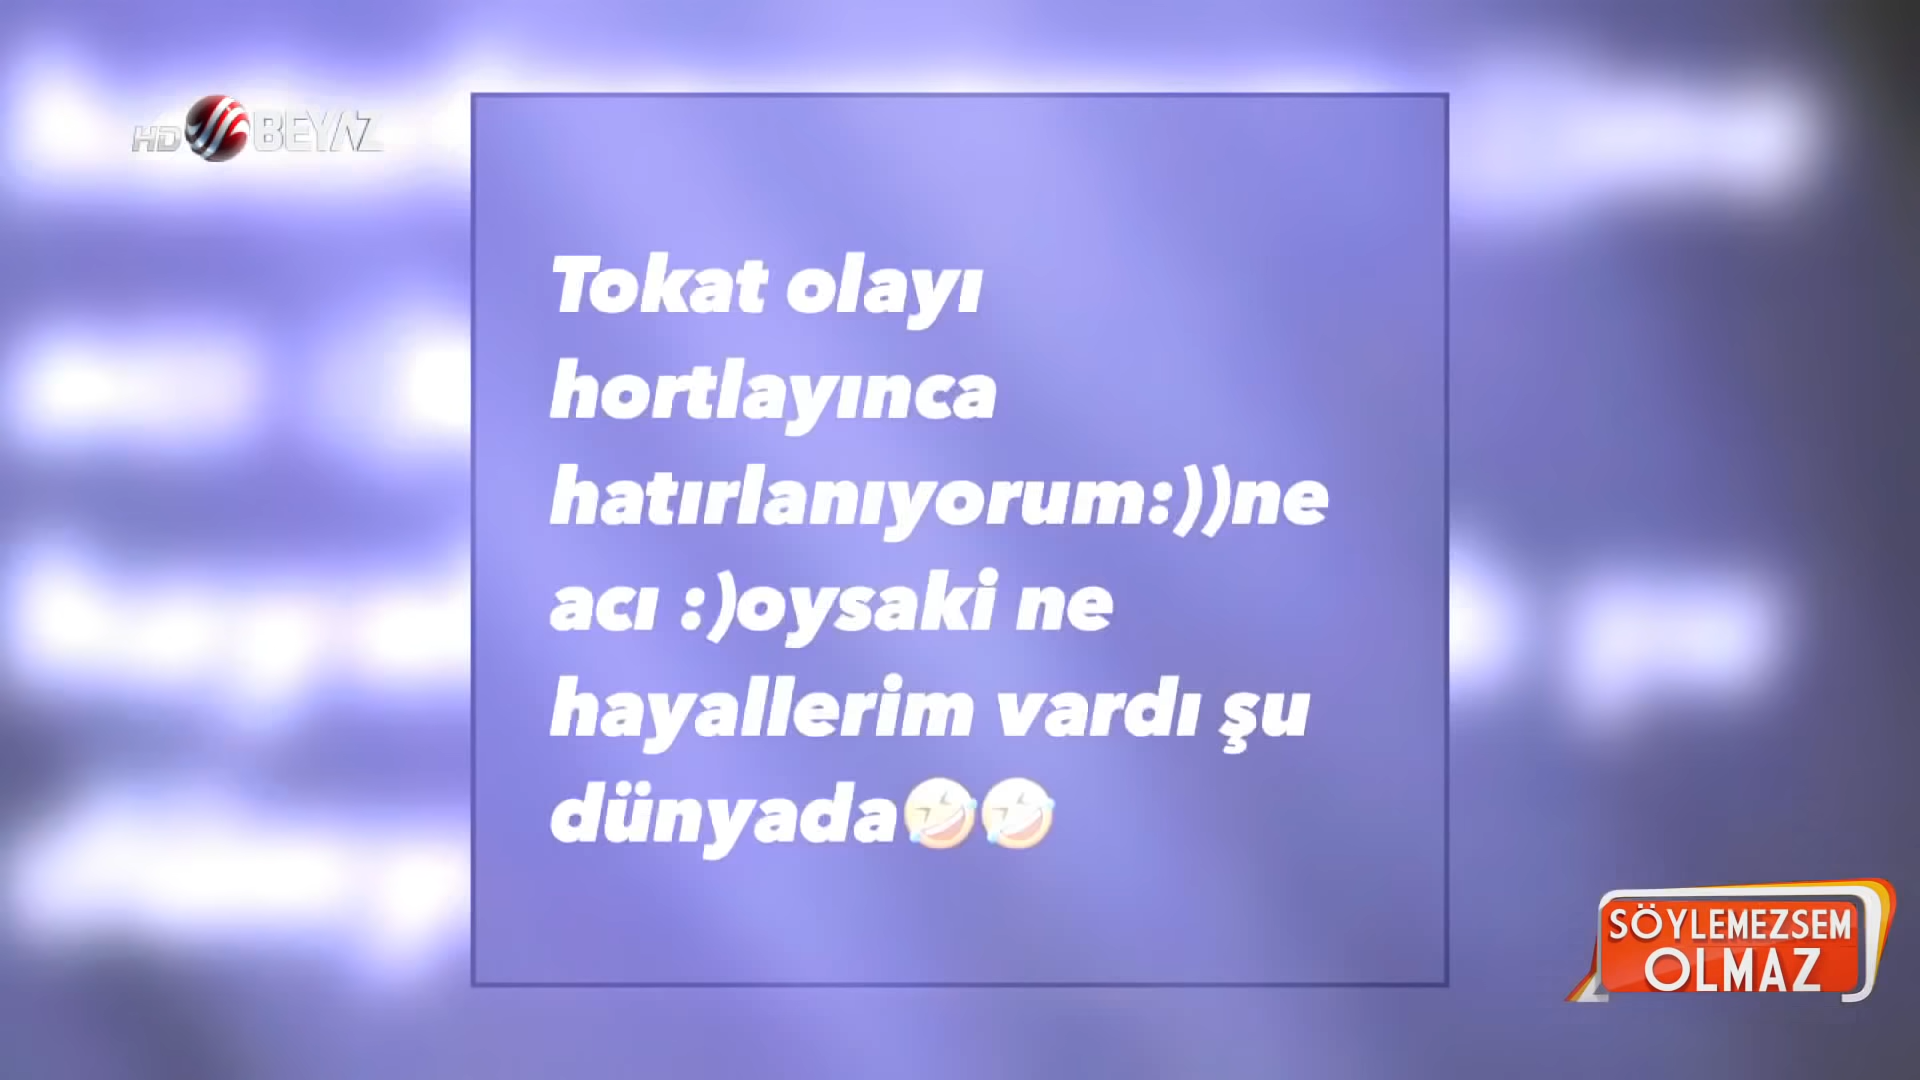 HD BEYAZ
Tokat olayı
hortlayınca
hatırlanıyorum:))ne
acı :)oysaki ne
hayallerim vardı şu
dünyada🤣🤣
SÖYLEMEZSEM
OLMAZ